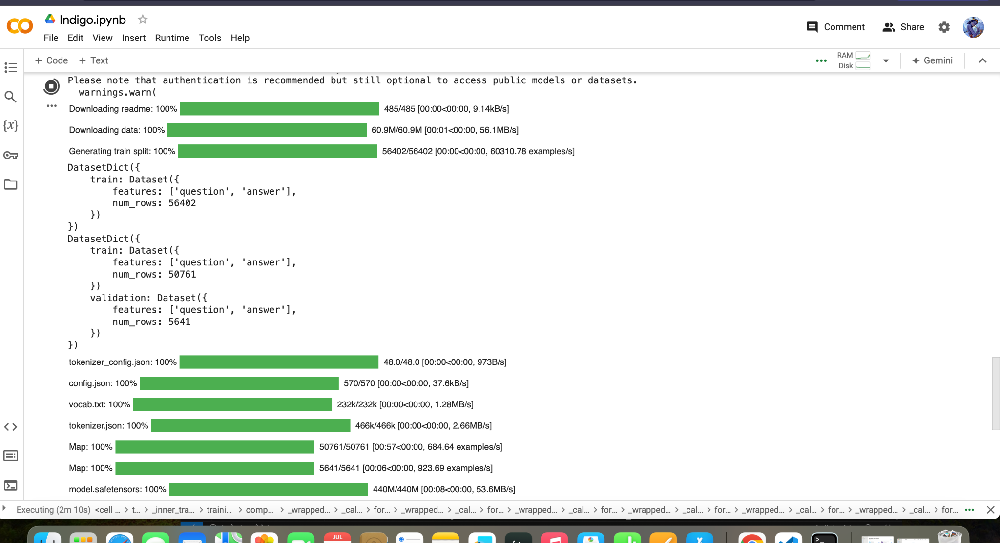 Indigo.ipynb
Comment
Share
File Edit View Insert Runtime Tools Help
+ Code + Text
RAM
Disk
Gemini
Please note that authentication is recommended but still optional to access public models or datasets.
warnings.warn(
Downloading readme: 100% 485/485 [00:00<00:00, 9.14kB/s]
Downloading data: 100% 60.9M/60.9M [00:01<00:00, 56.1MB/s]
Generating train split: 100% 56402/56402 [00:00<00:00, 60310.78 examples/s]
DatasetDict({
    train: Dataset({
        features: ['question', 'answer'],
        num_rows: 56402
    })
})
DatasetDict({
    train: Dataset({
        features: ['question', 'answer'],
        num_rows: 50761
    })
    validation: Dataset({
        features: ['question', 'answer'],
        num_rows: 5641
    })
})
tokenizer_config.json: 100% 48.0/48.0 [00:00<00:00, 973B/s]
config.json: 100% 570/570 [00:00<00:00, 37.6kB/s]
vocab.txt: 100% 232k/232k [00:00<00:00, 1.28MB/s]
tokenizer.json: 100% 466k/466k [00:00<00:00, 2.66MB/s]
Map: 100% 50761/50761 [00:57<00:00, 684.64 examples/s]
Map: 100% 5641/5641 [00:06<00:00, 923.69 examples/s]
model.safetensors: 100% 440M/440M [00:08<00:00, 53.6MB/s]
Executing (2m 10s) <cell ... > t... > _inner_tra... > traini... > comp... > _wrapped... > _cal... > for... > _wrapped... > _cal... > for... > _wrapped... > _cal... > for... > _wrapped... > _cal... > for... > _wrapped... > _cal... > for... > _wrapped... > _cal... > for...
JUL